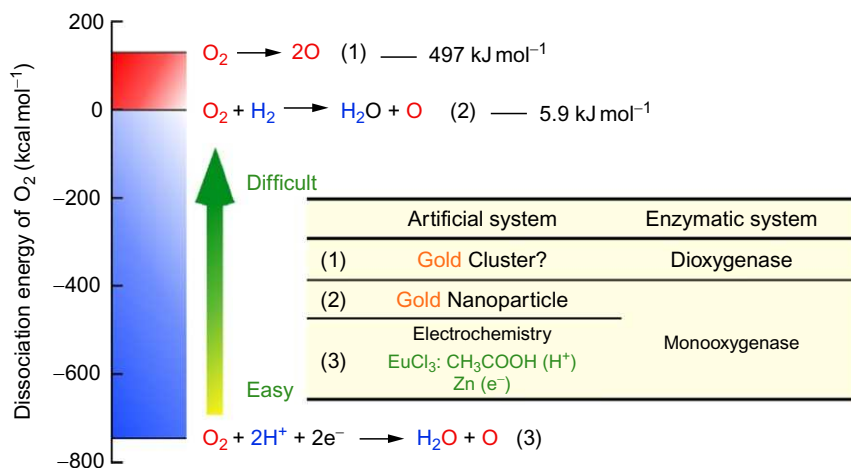 Dissociation energy of O₂ (kcal mol⁻¹)
200
0
−200
−400
−600
−800
O₂ → 2O (1) — 497 kJ mol⁻¹
O₂ + H₂ → H₂O + O (2) — 5.9 kJ mol⁻¹
Difficult
Easy
Artificial system Enzymatic system
(1) Gold Cluster? Dioxygenase
(2) Gold Nanoparticle
Electrochemistry
(3) EuCl₃: CH₃COOH (H⁺) Monooxygenase
Zn (e⁻)
O₂ + 2H⁺ + 2e⁻ → H₂O + O (3)